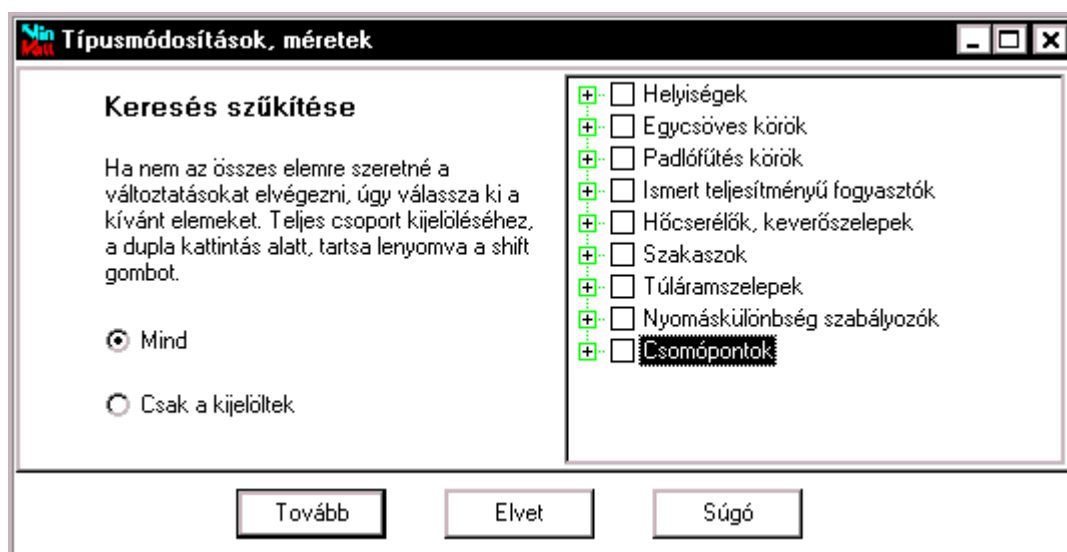 Win
Watt
Típusmódosítások, méretek
Keresés szűkítése
Ha nem az összes elemre szeretné a
változtatásokat elvégezni, úgy válassza ki a
kívánt elemeket. Teljes csoport kijelöléséhez,
a dupla kattintás alatt, tartsa lenyomva a shift
gombot.
Mind
Csak a kijelöltek
Helyiségek
Egycsöves körök
Padlófűtés körök
Ismert teljesítményű fogyasztók
Hőcserélők, keverőszelepek
Szakaszok
Túláramszelepek
Nyomáskülönbség szabályozók
Csomópontok
Tovább
Elvet
Súgó